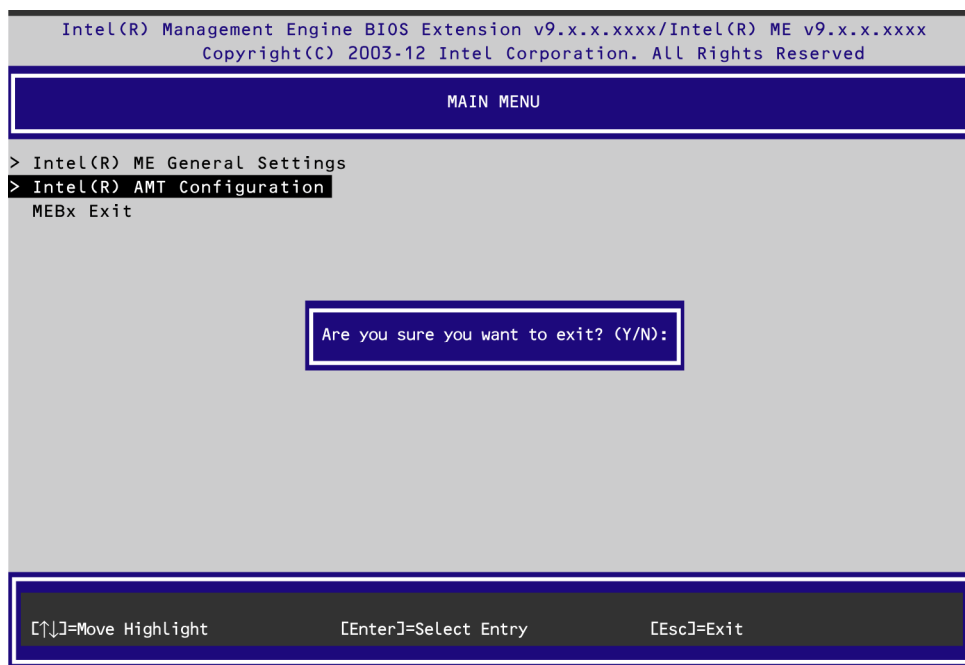 Intel(R) Management Engine BIOS Extension v9.x.x.xxxx/Intel(R) ME v9.x.x.xxxx
Copyright(C) 2003-12 Intel Corporation. All Rights Reserved
MAIN MENU
> Intel(R) ME General Settings
> Intel(R) AMT Configuration
MEBx Exit
Are you sure you want to exit? (Y/N):
[↑↓]=Move Highlight [Enter]=Select Entry [Esc]=Exit